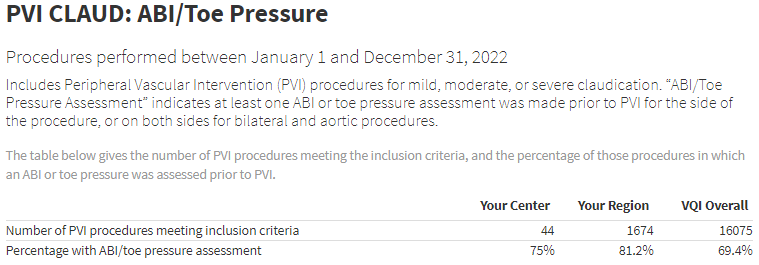 PVI CLAUD: ABI/Toe Pressure
Procedures performed between January 1 and December 31, 2022
Includes Peripheral Vascular Intervention (PVI) procedures for mild, moderate, or severe claudication. “ABI/Toe
Pressure Assessment” indicates at least one ABI or toe pressure assessment was made prior to PVI for the side of
the procedure, or on both sides for bilateral and aortic procedures.
The table below gives the number of PVI procedures meeting the inclusion criteria, and the percentage of those procedures in which
an ABI or toe pressure was assessed prior to PVI.
Your Center Your Region VQI Overall
Number of PVI procedures meeting inclusion criteria 44 1674 16075
Percentage with ABI/toe pressure assessment 75% 81.2% 69.4%